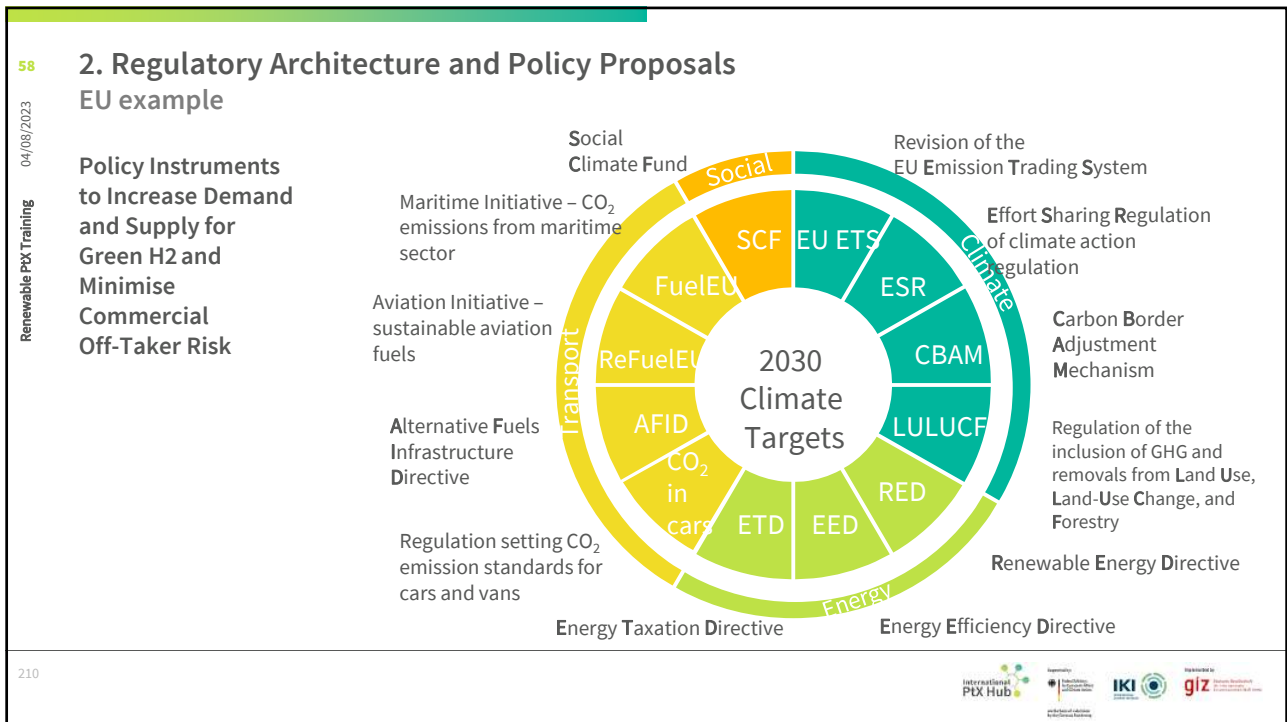 58
2. Regulatory Architecture and Policy Proposals
EU example
04/08/2023
Renewable PtX Training
Policy Instruments
to Increase Demand
and Supply for
Green H2 and
Minimise
Commercial
Off-Taker Risk
Social
Climate Fund
Maritime Initiative – CO₂
emissions from maritime
sector
Aviation Initiative –
sustainable aviation
fuels
Alternative Fuels
Infrastructure
Directive
Regulation setting CO₂
emission standards for
cars and vans
Energy Taxation Directive
Revision of the
EU Emission Trading System
Effort Sharing Regulation
of climate action
regulation
Carbon Border
Adjustment
Mechanism
Regulation of the
inclusion of GHG and
removals from Land Use,
Land-Use Change, and
Forestry
Renewable Energy Directive
Energy Efficiency Directive
Social
Climate
Energy
Transport
SCF
EU ETS
ESR
CBAM
LULUCF
RED
EED
ETD
CO₂
in
cars
AFID
ReFuelEU
FuelEU
2030
Climate
Targets
210
International
PtX Hub
IKI
giz